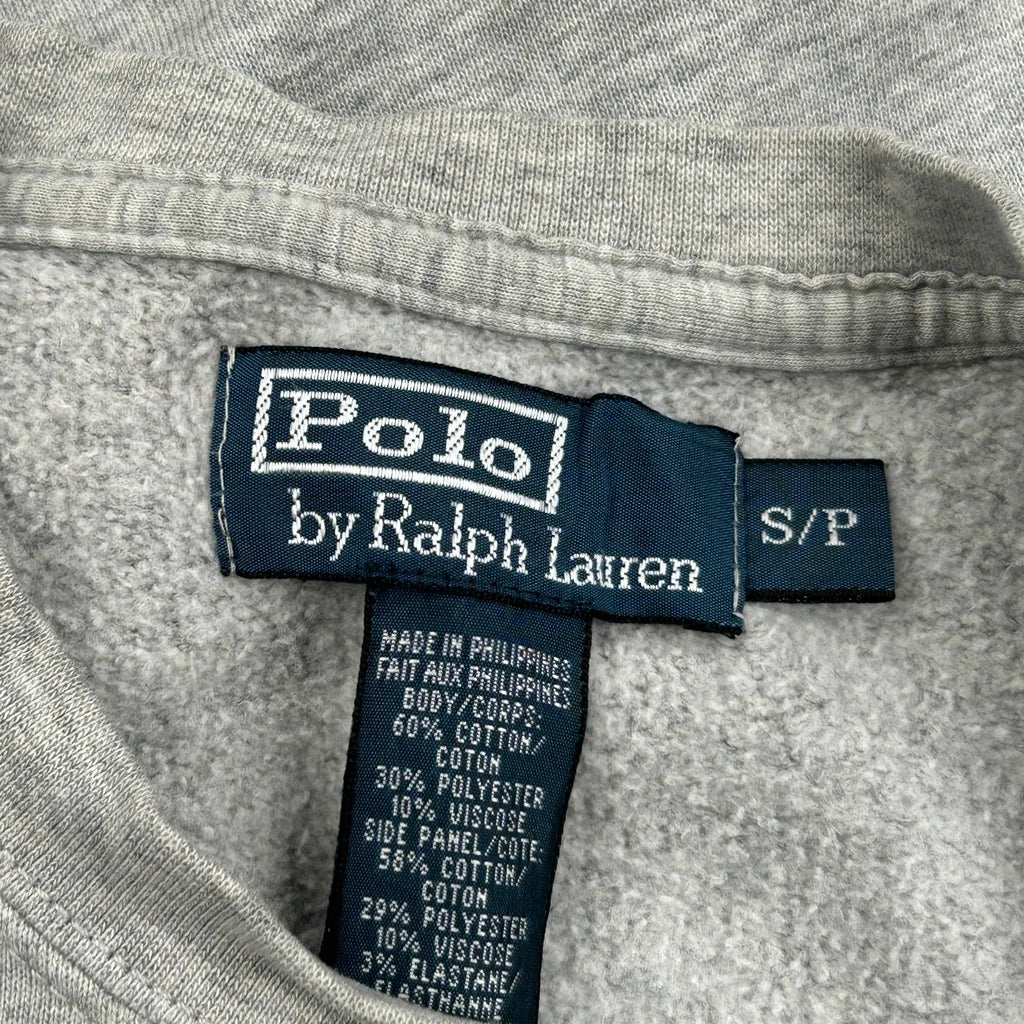 Polo
by Ralph Lauren
S/P
MADE IN PHILIPPINES
FAIT AUX PHILIPPINES
BODY/CORPS:
60% COTTON/
COTON
30% POLYESTER
10% VISCOSE
SIDE PANEL/COTE:
58% COTTON/
COTON
29% POLYESTER
10% VISCOSE
3% ELASTANE/
ELASTHANNE